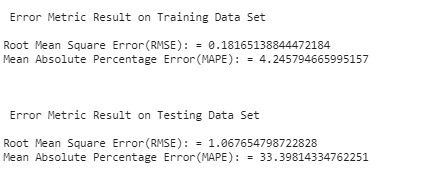 Error Metric Result on Training Data Set
Root Mean Square Error(RMSE): = 0.18165138844472184
Mean Absolute Percentage Error(MAPE): = 4.245794665995157
Error Metric Result on Testing Data Set
Root Mean Square Error(RMSE): = 1.067654798722828
Mean Absolute Percentage Error(MAPE): = 33.39814334762251